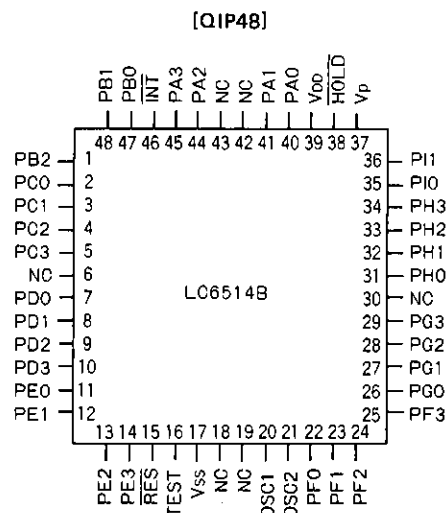 [QIP48]
PB1 PB0 INT PA3 PA2 NC NC PA1 PA0 VDD HOLD Vp
48 47 46 45 44 43 42 41 40 39 38 37
PB2 1 36 PI1
PC0 2 35 PI0
PC1 3 34 PH3
PC2 4 33 PH2
PC3 5 32 PH1
NC 6 31 PH0
PD0 7 LC6514B 30 NC
PD1 8 29 PG3
PD2 9 28 PG2
PD3 10 27 PG1
PE0 11 26 PG0
PE1 12 25 PF3
13 14 15 16 17 18 19 20 21 22 23 24
PE2 PE3 RES TEST Vss NC NC OSC1 OSC2 PF0 PF1 PF2